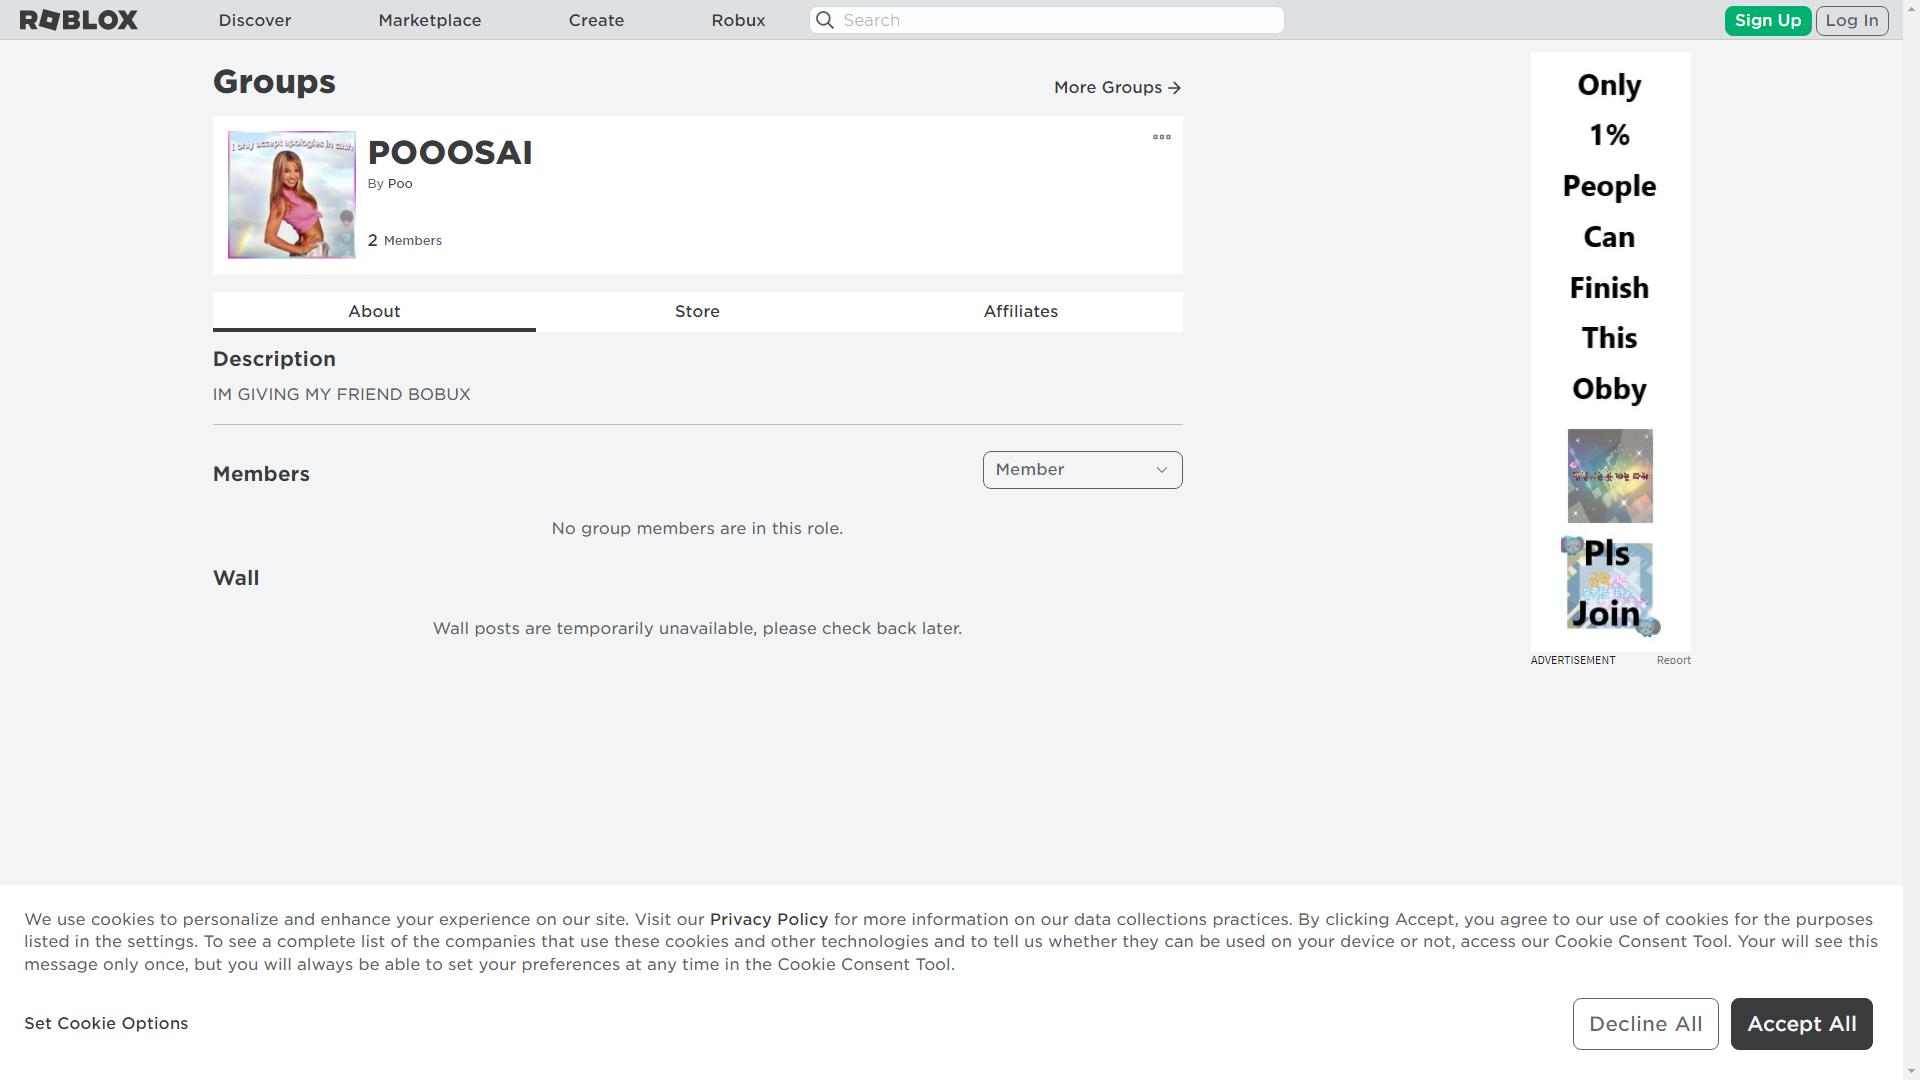 ROBLOX
Discover
Marketplace
Create
Robux
Search
Sign Up
Log In
Groups
More Groups
I only accept apologies in cash
POOOSAI
By Poo
2 Members
About
Store
Affiliates
Description
IM GIVING MY FRIEND BOBUX
Members
Member
No group members are in this role.
Wall
Wall posts are temporarily unavailable, please check back later.
Only
1%
People
Can
Finish
This
Obby
Pls
Join
ADVERTISEMENT
Report
We use cookies to personalize and enhance your experience on our site. Visit our Privacy Policy for more information on our data collections practices. By clicking Accept, you agree to our use of cookies for the purposes
listed in the settings. To see a complete list of the companies that use these cookies and other technologies and to tell us whether they can be used on your device or not, access our Cookie Consent Tool. Your will see this
message only once, but you will always be able to set your preferences at any time in the Cookie Consent Tool.
Set Cookie Options
Decline All
Accept All